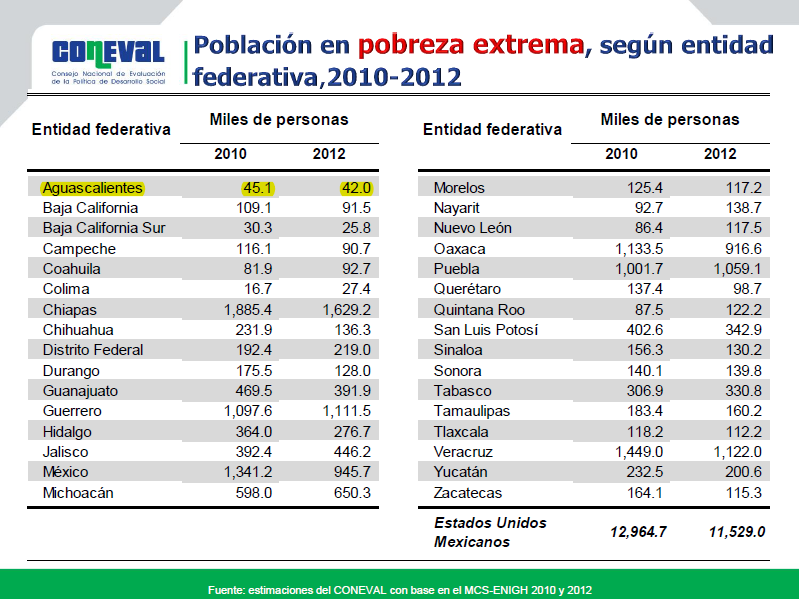 CONEVAL
Consejo Nacional de Evaluación
de la Política de Desarrollo Social
Población en pobreza extrema, según entidad
federativa,2010-2012
Entidad federativa Miles de personas
2010 2012
Aguascalientes 45.1 42.0
Baja California 109.1 91.5
Baja California Sur 30.3 25.8
Campeche 116.1 90.7
Coahuila 81.9 92.7
Colima 16.7 27.4
Chiapas 1,885.4 1,629.2
Chihuahua 231.9 136.3
Distrito Federal 192.4 219.0
Durango 175.5 128.0
Guanajuato 469.5 391.9
Guerrero 1,097.6 1,111.5
Hidalgo 364.0 276.7
Jalisco 392.4 446.2
México 1,341.2 945.7
Michoacán 598.0 650.3
Entidad federativa Miles de personas
2010 2012
Morelos 125.4 117.2
Nayarit 92.7 138.7
Nuevo León 86.4 117.5
Oaxaca 1,133.5 916.6
Puebla 1,001.7 1,059.1
Querétaro 137.4 98.7
Quintana Roo 87.5 122.2
San Luis Potosí 402.6 342.9
Sinaloa 156.3 130.2
Sonora 140.1 139.8
Tabasco 306.9 330.8
Tamaulipas 183.4 160.2
Tlaxcala 118.2 112.2
Veracruz 1,449.0 1,122.0
Yucatán 232.5 200.6
Zacatecas 164.1 115.3
Estados Unidos
Mexicanos 12,964.7 11,529.0
Fuente: estimaciones del CONEVAL con base en el MCS-ENIGH 2010 y 2012